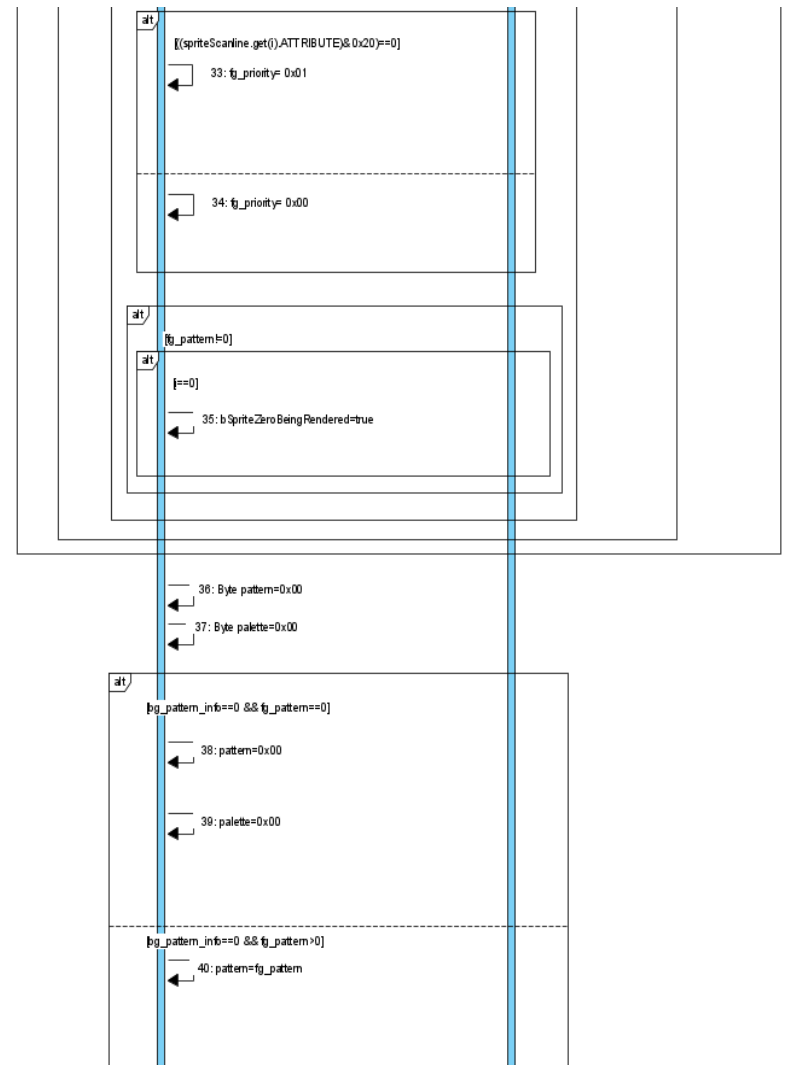 alt
[((spriteScanline.get(i).ATTRIBUTE)& 0x20)==0]
33: fg_priority= 0x01
34: fg_priority= 0x00
alt
[fg_pattern!=0]
alt
[i==0]
35: bSpriteZeroBeingRendered=true
36: Byte pattern=0x00
37: Byte palette=0x00
alt
[bg_pattern_info==0 && fg_pattern==0]
38: pattern=0x00
39: palette=0x00
[bg_pattern_info==0 && fg_pattern>0]
40: pattern=fg_pattern